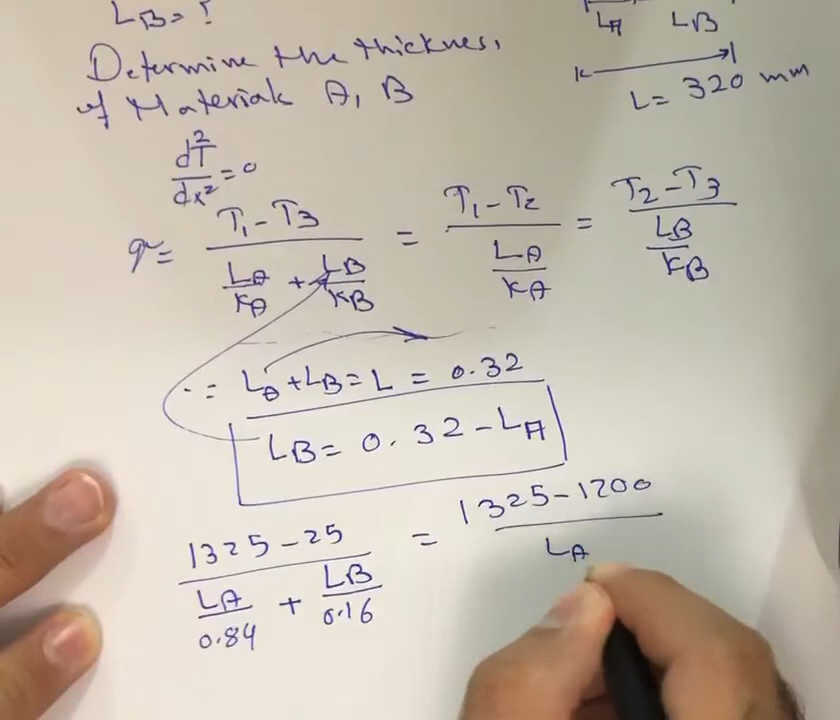 LB = ?
LA LB
Determine the thicknes,
of Materials A, B
L = 320 mm
d²T/dx² = 0
q = (T1 - T3)/(LA/KA + LB/KB) = (T1 - T2)/(LA/KA) = (T2 - T3)/(LB/KB)
LA + LB = L = 0.32
LB = 0.32 - LA
(1325 - 25)/(LA/0.84 + LB/0.16) = (1325 - 1200)/LA